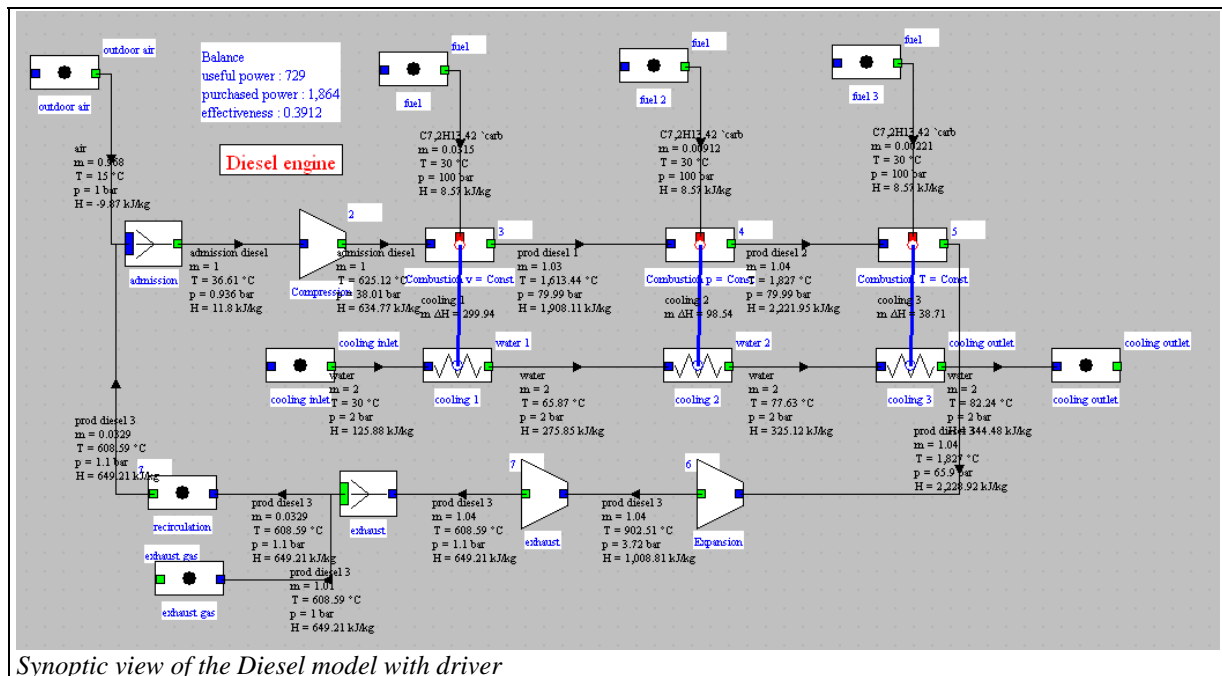 outdoor air
outdoor air
Balance
useful power : 729
purchased power : 1,864
effectiveness : 0.3912
Diesel engine
fuel
fuel
fuel
fuel 2
fuel
fuel 3
air
m = 0.968
T = 15 °C
p = 1 bar
H = -9.87 kJ/kg
C7,2H13,42 `carb
m = 0.0315
T = 30 °C
p = 100 bar
H = 8.57 kJ/kg
C7,2H13,42 `carb
m = 0.00912
T = 30 °C
p = 100 bar
H = 8.57 kJ/kg
C7,2H13,42 `carb
m = 0.00221
T = 30 °C
p = 100 bar
H = 8.57 kJ/kg
admission
admission diesel
m = 1
T = 36.61 °C
p = 0.936 bar
H = 11.8 kJ/kg
2
Compression
admission diesel
m = 1
T = 625.12 °C
p = 38.01 bar
H = 634.77 kJ/kg
3
Combustion v = Const
prod diesel 1
m = 1.03
T = 1,613.44 °C
p = 79.99 bar
H = 1,908.11 kJ/kg
4
Combustion p = Const
prod diesel 2
m = 1.04
T = 1,827 °C
p = 79.99 bar
H = 2,221.95 kJ/kg
5
Combustion T = Const
cooling 1
m ΔH = 299.94
cooling 2
m ΔH = 98.54
cooling 3
m ΔH = 38.71
cooling inlet
cooling inlet
water
m = 2
T = 30 °C
p = 2 bar
H = 125.88 kJ/kg
water 1
cooling 1
water
m = 2
T = 65.87 °C
p = 2 bar
H = 275.85 kJ/kg
water 2
cooling 2
water
m = 2
T = 77.63 °C
p = 2 bar
H = 325.12 kJ/kg
cooling outlet
cooling 3
water
m = 2
T = 82.24 °C
p = 2 bar
H = 344.48 kJ/kg
cooling outlet
cooling outlet
prod diesel 3
m = 1.04
T = 1,827 °C
p = 65.9 bar
H = 2,228.92 kJ/kg
prod diesel 3
m = 0.0329
T = 608.59 °C
p = 1.1 bar
H = 649.21 kJ/kg
recirculation
prod diesel 3
m = 0.0329
T = 608.59 °C
p = 1.1 bar
H = 649.21 kJ/kg
exhaust
prod diesel 3
m = 1.04
T = 608.59 °C
p = 1.1 bar
H = 649.21 kJ/kg
7
exhaust
prod diesel 3
m = 1.04
T = 902.51 °C
p = 3.72 bar
H = 1,008.81 kJ/kg
6
Expansion
exhaust gas
exhaust gas
prod diesel 3
m = 1.01
T = 608.59 °C
p = 1 bar
H = 649.21 kJ/kg
Synoptic view of the Diesel model with driver